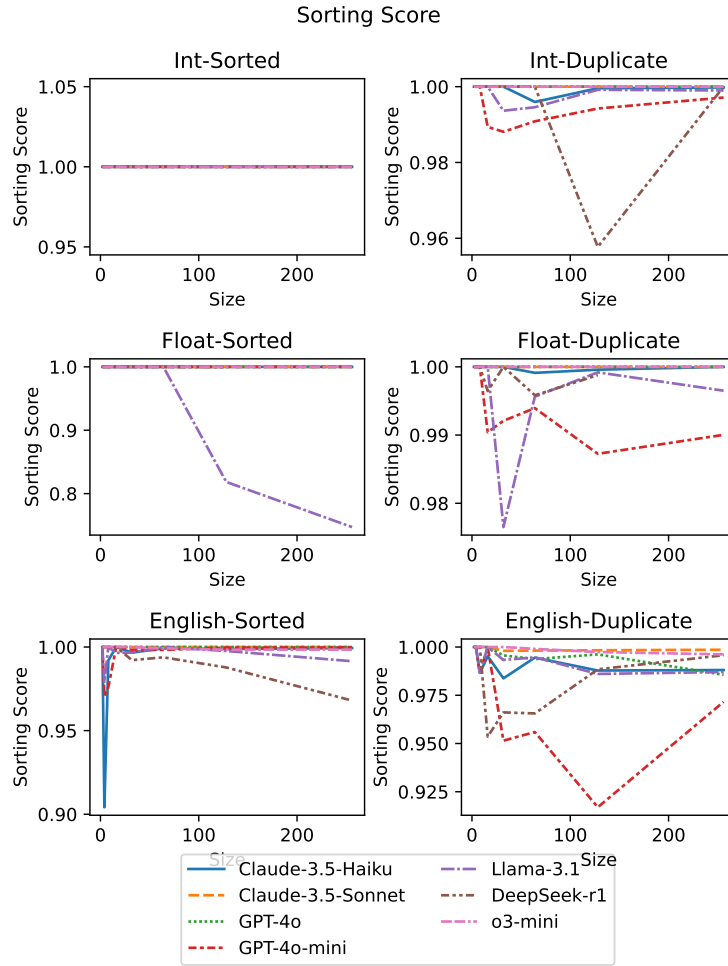 Sorting Score
Int-Sorted
1.05
1.00
0.95
Sorting Score
0
100
200
Size
Int-Duplicate
1.00
0.98
0.96
Sorting Score
0
100
200
Size
Float-Sorted
1.0
0.9
0.8
Sorting Score
0
100
200
Size
Float-Duplicate
1.00
0.99
0.98
Sorting Score
0
100
200
Size
English-Sorted
1.00
0.95
0.90
Sorting Score
0
100
200
Size
English-Duplicate
1.000
0.975
0.950
0.925
Sorting Score
0
100
200
Size
Claude-3.5-Haiku
Claude-3.5-Sonnet
GPT-4o
GPT-4o-mini
Llama-3.1
DeepSeek-r1
o3-mini